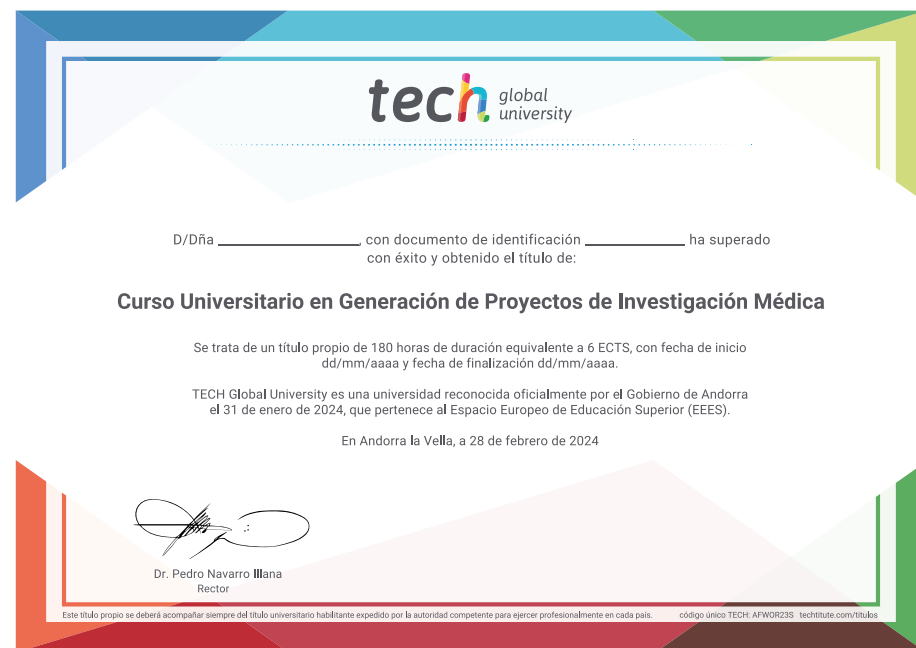 tech global university
D/Dña ____________________, con documento de identificación ______________ ha superado
con éxito y obtenido el título de:
Curso Universitario en Generación de Proyectos de Investigación Médica
Se trata de un título propio de 180 horas de duración equivalente a 6 ECTS, con fecha de inicio
dd/mm/aaaa y fecha de finalización dd/mm/aaaa.
TECH Global University es una universidad reconocida oficialmente por el Gobierno de Andorra
el 31 de enero de 2024, que pertenece al Espacio Europeo de Educación Superior (EEES).
En Andorra la Vella, a 28 de febrero de 2024
Dr. Pedro Navarro Illana
Rector
Este título propio se deberá acompañar siempre del título universitario habilitante expedido por la autoridad competente para ejercer profesionalmente en cada país. código único TECH: AFWOR23S techtitute.com/titulos